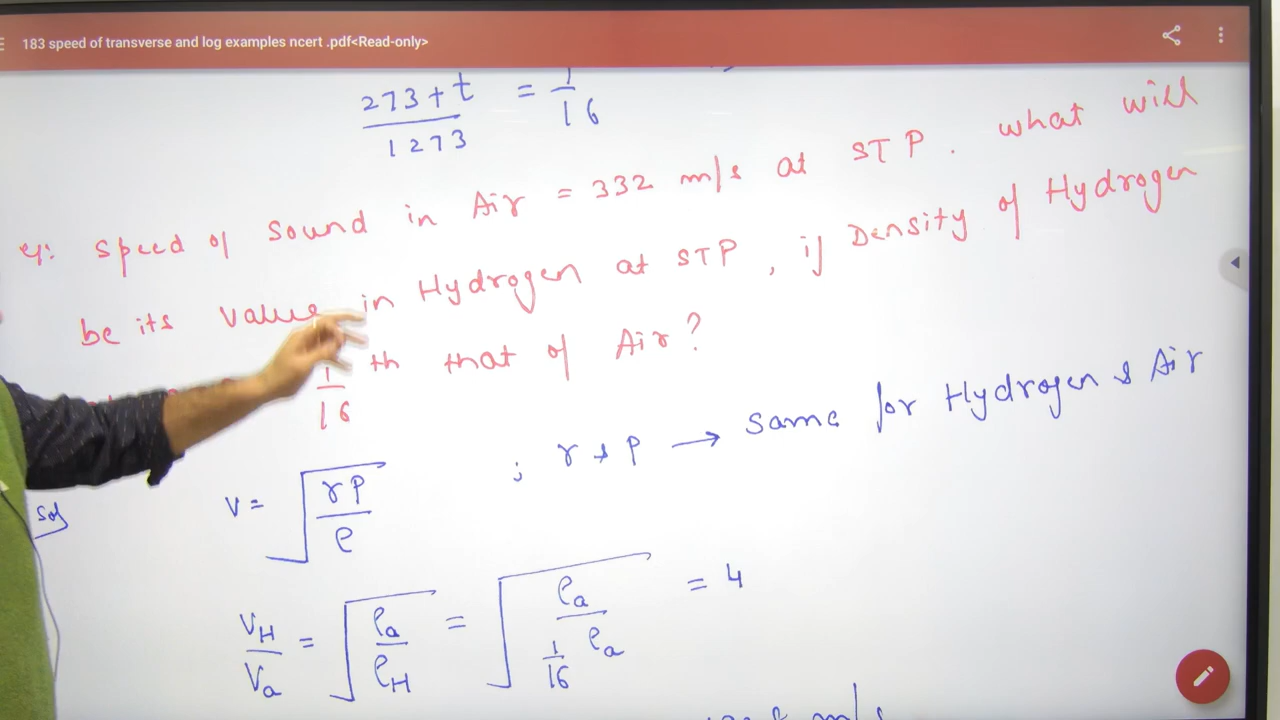 183 speed of transverse and log examples ncert .pdf<Read-only>
273+t / 1273 = 1/16
eg: Speed of Sound in Air = 332 m/s at STP. what will
be its Value in Hydrogen at STP, if Density of Hydrogen
1/16 th that of Air?
Sol
V = √(γP/ρ) ; γ & P → Same for Hydrogen & Air
V_H/V_a = √(ρ_a/ρ_H) = √(ρ_a / (1/16 ρ_a)) = 4
m/s